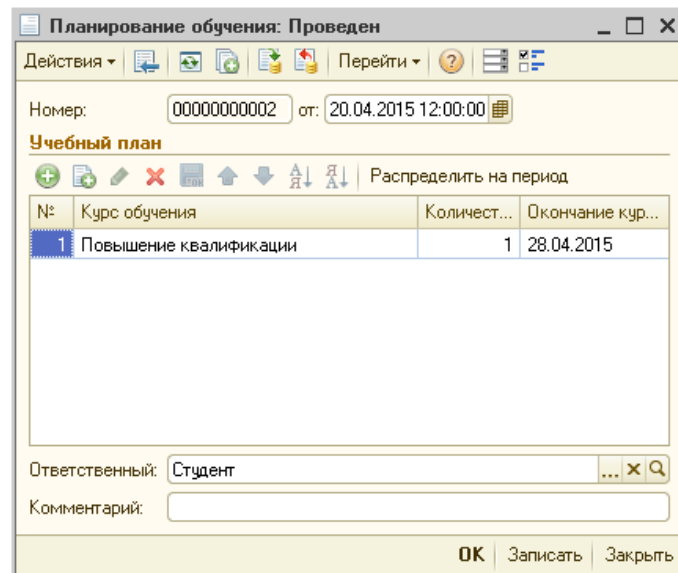 Планирование обучения: Проведен
Действия Перейти
Номер: 00000000002 от: 20.04.2015 12:00:00
Учебный план
Распределить на период
№ Курс обучения Количест... Окончание кур...
1 Повышение квалификации 1 28.04.2015
Ответственный: Студент ...
Комментарий:
OK Записать Закрыть